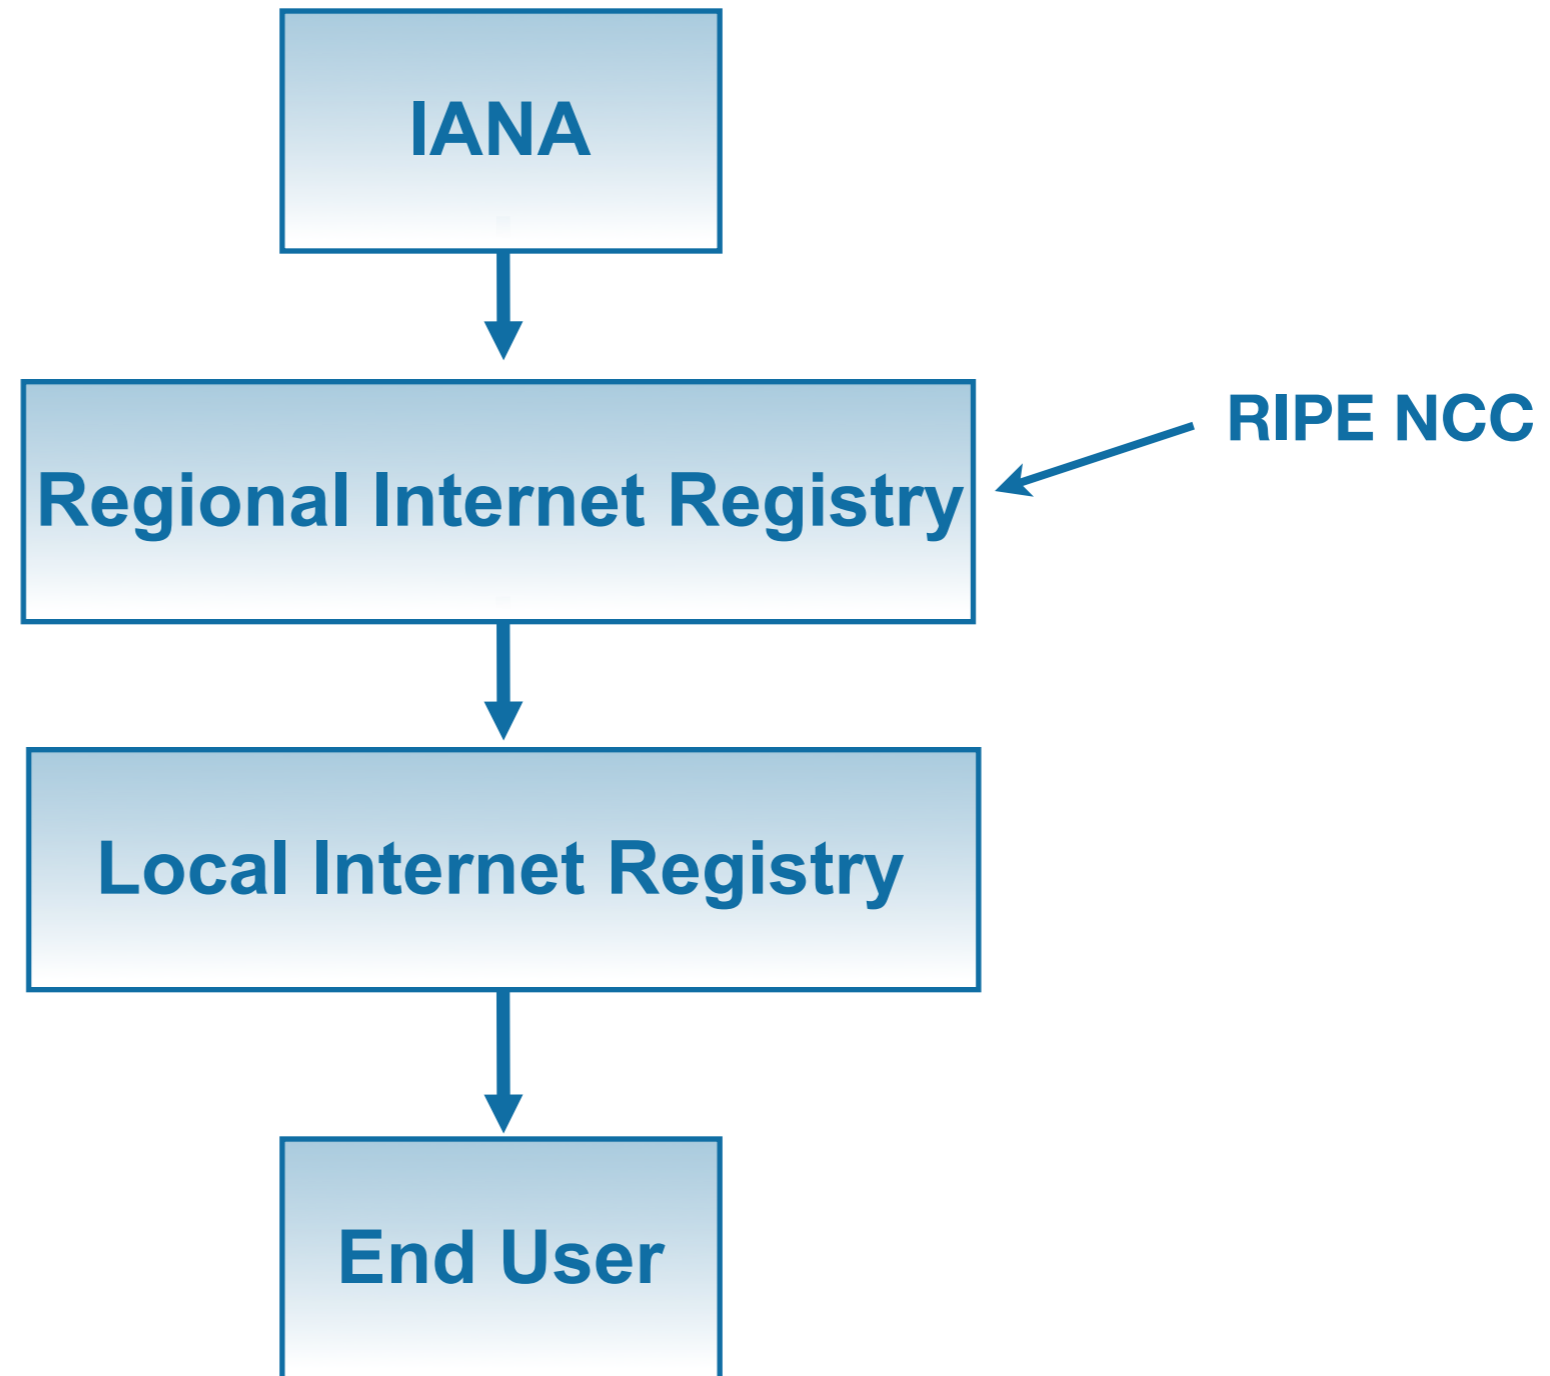 IANA
Regional Internet Registry
RIPE NCC
Local Internet Registry
End User